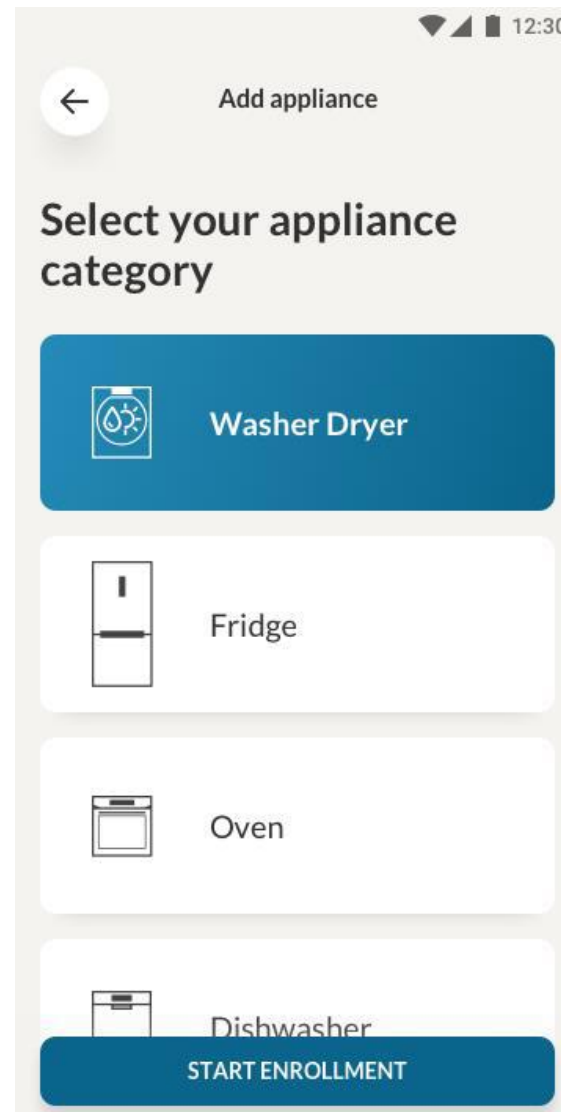 12:30
Add appliance
Select your appliance
category
Washer Dryer
Fridge
Oven
Dishwasher
START ENROLLMENT